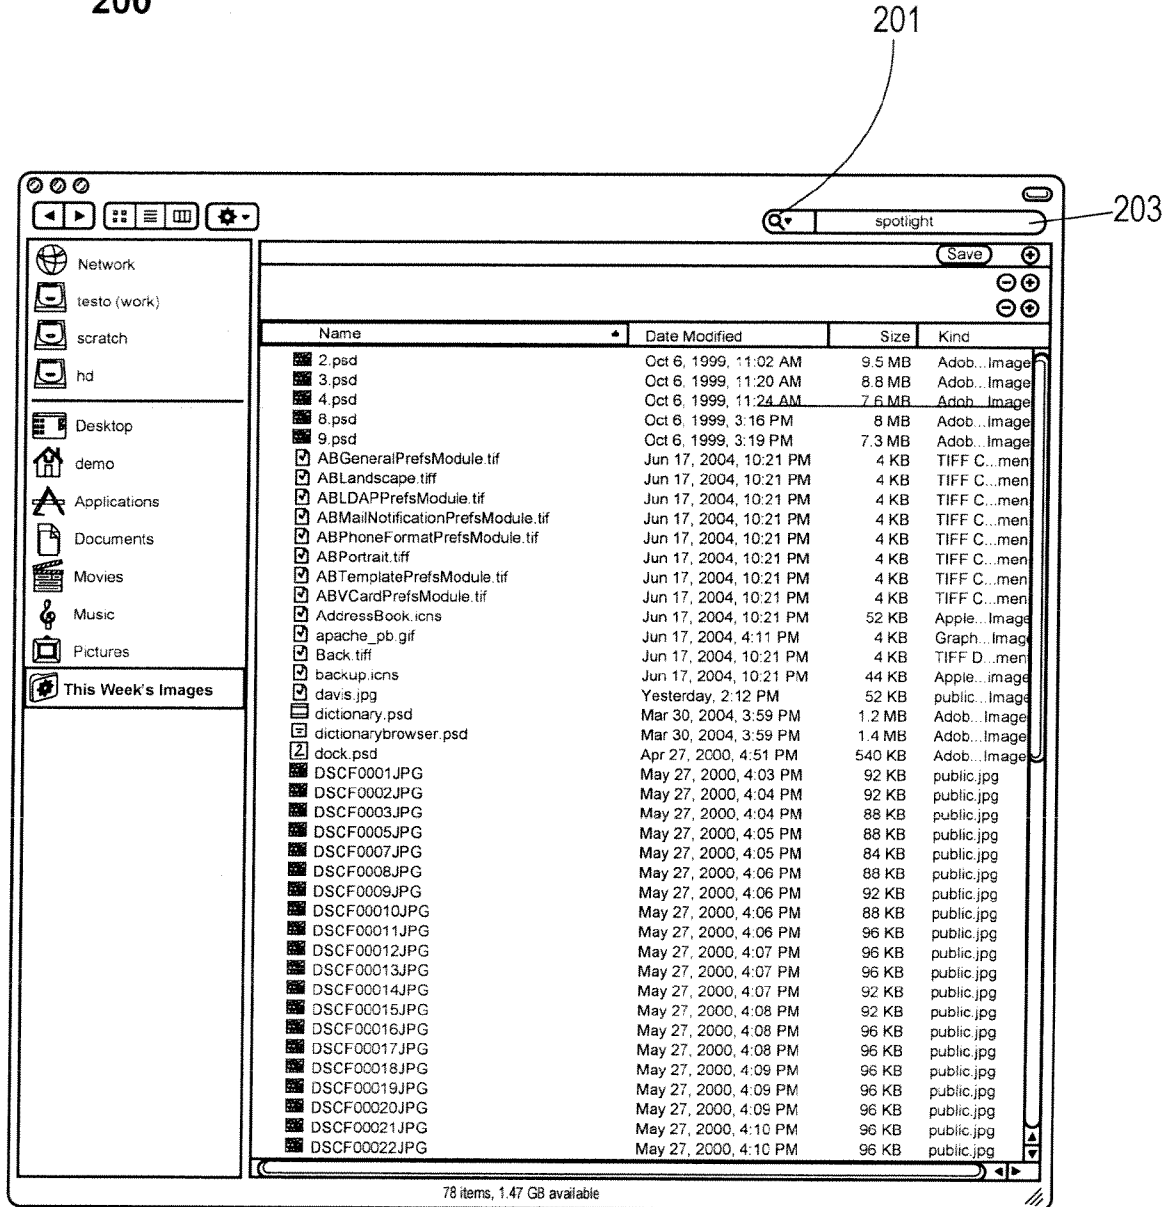 200
201
203
spotlight
Save
Network
testo (work)
scratch
hd
Desktop
demo
Applications
Documents
Movies
Music
Pictures
This Week's Images
Name Date Modified Size Kind
2.psd Oct 6, 1999, 11:02 AM 9.5 MB Adob...Image
3.psd Oct 6, 1999, 11:20 AM 8.8 MB Adob...Image
4.psd Oct 6, 1999, 11:24 AM 7.6 MB Adob...Image
8.psd Oct 6, 1999, 3:16 PM 8 MB Adob...Image
9.psd Oct 6, 1999, 3:19 PM 7.3 MB Adob...Image
ABGeneralPrefsModule.tif Jun 17, 2004, 10:21 PM 4 KB TIFF C...men
ABLandscape.tiff Jun 17, 2004, 10:21 PM 4 KB TIFF C...men
ABLDAPPrefsModule.tif Jun 17, 2004, 10:21 PM 4 KB TIFF C...men
ABMailNotificationPrefsModule.tif Jun 17, 2004, 10:21 PM 4 KB TIFF C...men
ABPhoneFormatPrefsModule.tif Jun 17, 2004, 10:21 PM 4 KB TIFF C...men
ABPortrait.tiff Jun 17, 2004, 10:21 PM 4 KB TIFF C...men
ABTemplatePrefsModule.tif Jun 17, 2004, 10:21 PM 4 KB TIFF C...men
ABVCardPrefsModule.tif Jun 17, 2004, 10:21 PM 4 KB TIFF C...men
AddressBook.icns Jun 17, 2004, 10:21 PM 52 KB Apple...Image
apache_pb.gif Jun 17, 2004, 4:11 PM 4 KB Graph...Image
Back.tiff Jun 17, 2004, 10:21 PM 4 KB TIFF D...men
backup.icns Jun 17, 2004, 10:21 PM 44 KB Apple...image
davis.jpg Yesterday, 2:12 PM 52 KB public...Image
dictionary.psd Mar 30, 2004, 3:59 PM 1.2 MB Adob...Image
dictionarybrowser.psd Mar 30, 2004, 3:59 PM 1.4 MB Adob...Image
2 dock.psd Apr 27, 2000, 4:51 PM 540 KB Adob...Image
DSCF0001JPG May 27, 2000, 4:03 PM 92 KB public.jpg
DSCF0002JPG May 27, 2000, 4:04 PM 92 KB public.jpg
DSCF0003JPG May 27, 2000, 4:04 PM 88 KB public.jpg
DSCF0005JPG May 27, 2000, 4:05 PM 88 KB public.jpg
DSCF0007JPG May 27, 2000, 4:05 PM 84 KB public.jpg
DSCF0008JPG May 27, 2000, 4:06 PM 88 KB public.jpg
DSCF0009JPG May 27, 2000, 4:06 PM 92 KB public.jpg
DSCF00010JPG May 27, 2000, 4:06 PM 88 KB public.jpg
DSCF00011JPG May 27, 2000, 4:06 PM 96 KB public.jpg
DSCF00012JPG May 27, 2000, 4:07 PM 96 KB public.jpg
DSCF00013JPG May 27, 2000, 4:07 PM 96 KB public.jpg
DSCF00014JPG May 27, 2000, 4:07 PM 92 KB public.jpg
DSCF00015JPG May 27, 2000, 4:08 PM 92 KB public.jpg
DSCF00016JPG May 27, 2000, 4:08 PM 96 KB public.jpg
DSCF00017JPG May 27, 2000, 4:08 PM 96 KB public.jpg
DSCF00018JPG May 27, 2000, 4:09 PM 96 KB public.jpg
DSCF00019JPG May 27, 2000, 4:09 PM 96 KB public.jpg
DSCF00020JPG May 27, 2000, 4:09 PM 96 KB public.jpg
DSCF00021JPG May 27, 2000, 4:10 PM 96 KB public.jpg
DSCF00022JPG May 27, 2000, 4:10 PM 96 KB public.jpg
78 items, 1.47 GB available